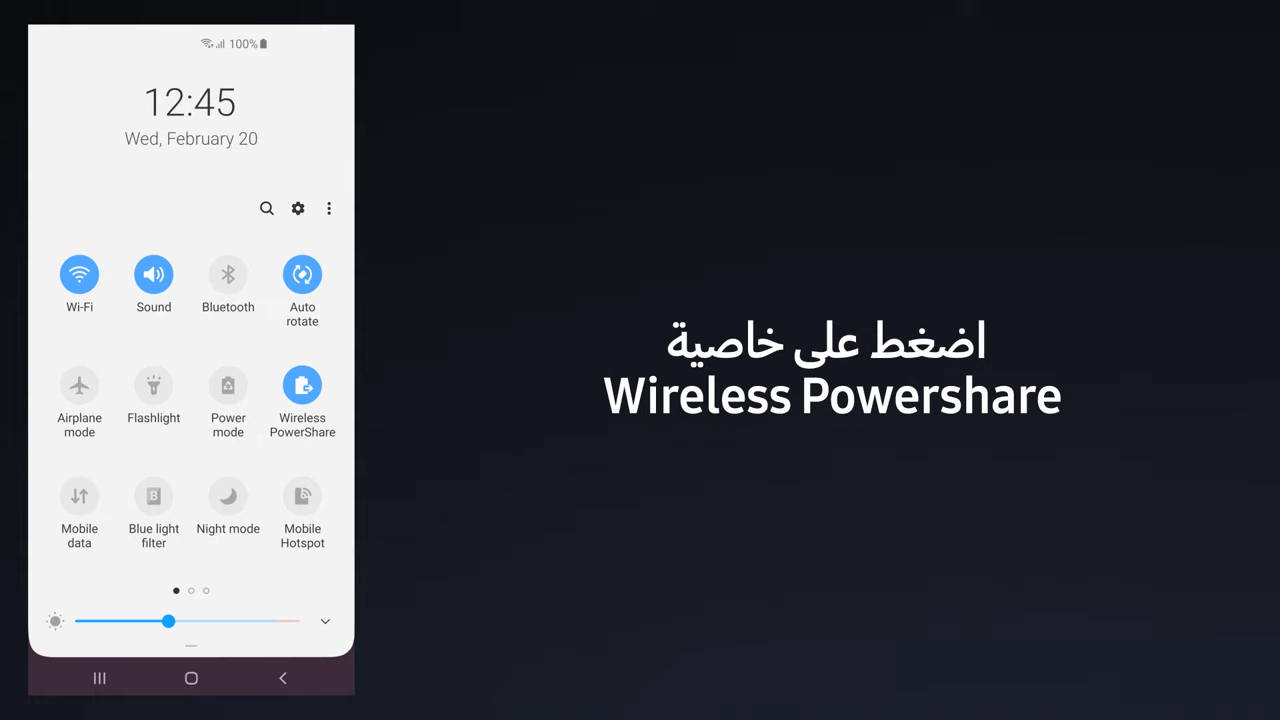 100%
12:45
Wed, February 20
Wi-Fi
Sound
Bluetooth
Auto
rotate
Airplane
mode
Flashlight
Power
mode
Wireless
PowerShare
Mobile
data
B
Blue light
filter
Night mode
Mobile
Hotspot
اضغط على خاصية
Wireless Powershare